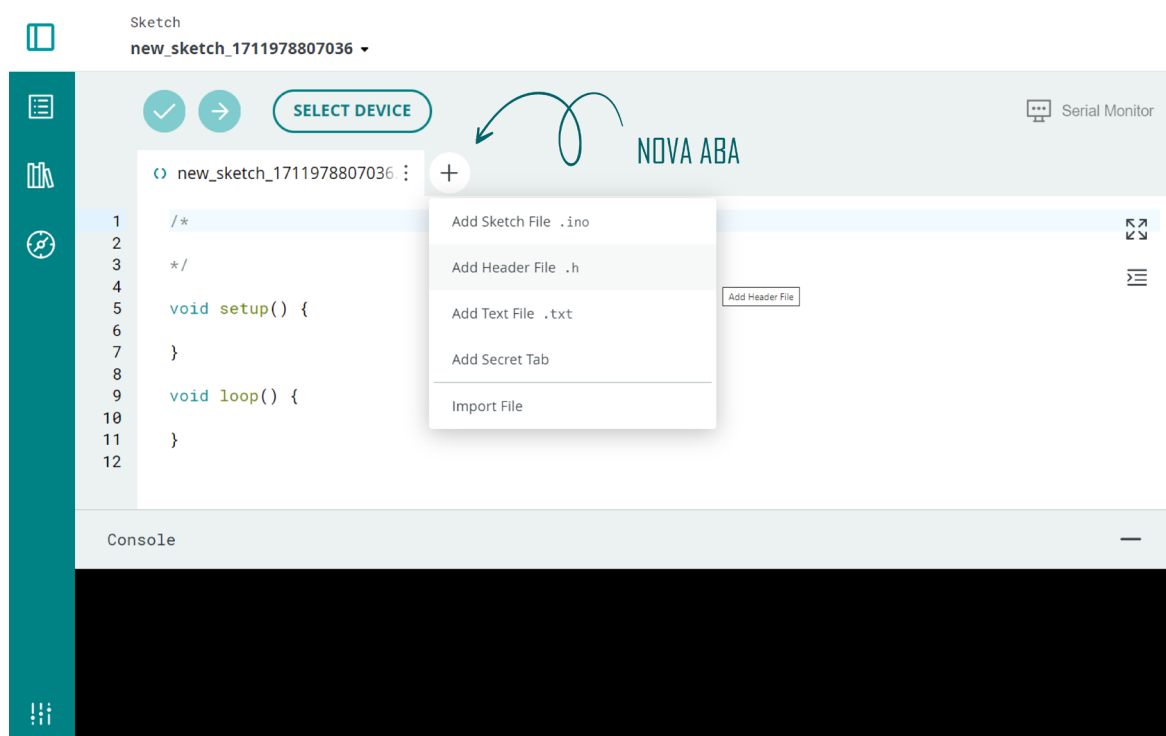 Sketch
new_sketch_1711978807036
SELECT DEVICE
NOVA ABA
Serial Monitor
new_sketch_1711978807036.
Add Sketch File .ino
Add Header File .h
Add Header File
Add Text File .txt
Add Secret Tab
Import File
1 /*
2
3 */
4
5 void setup() {
6
7 }
8
9 void loop() {
10
11 }
12
Console